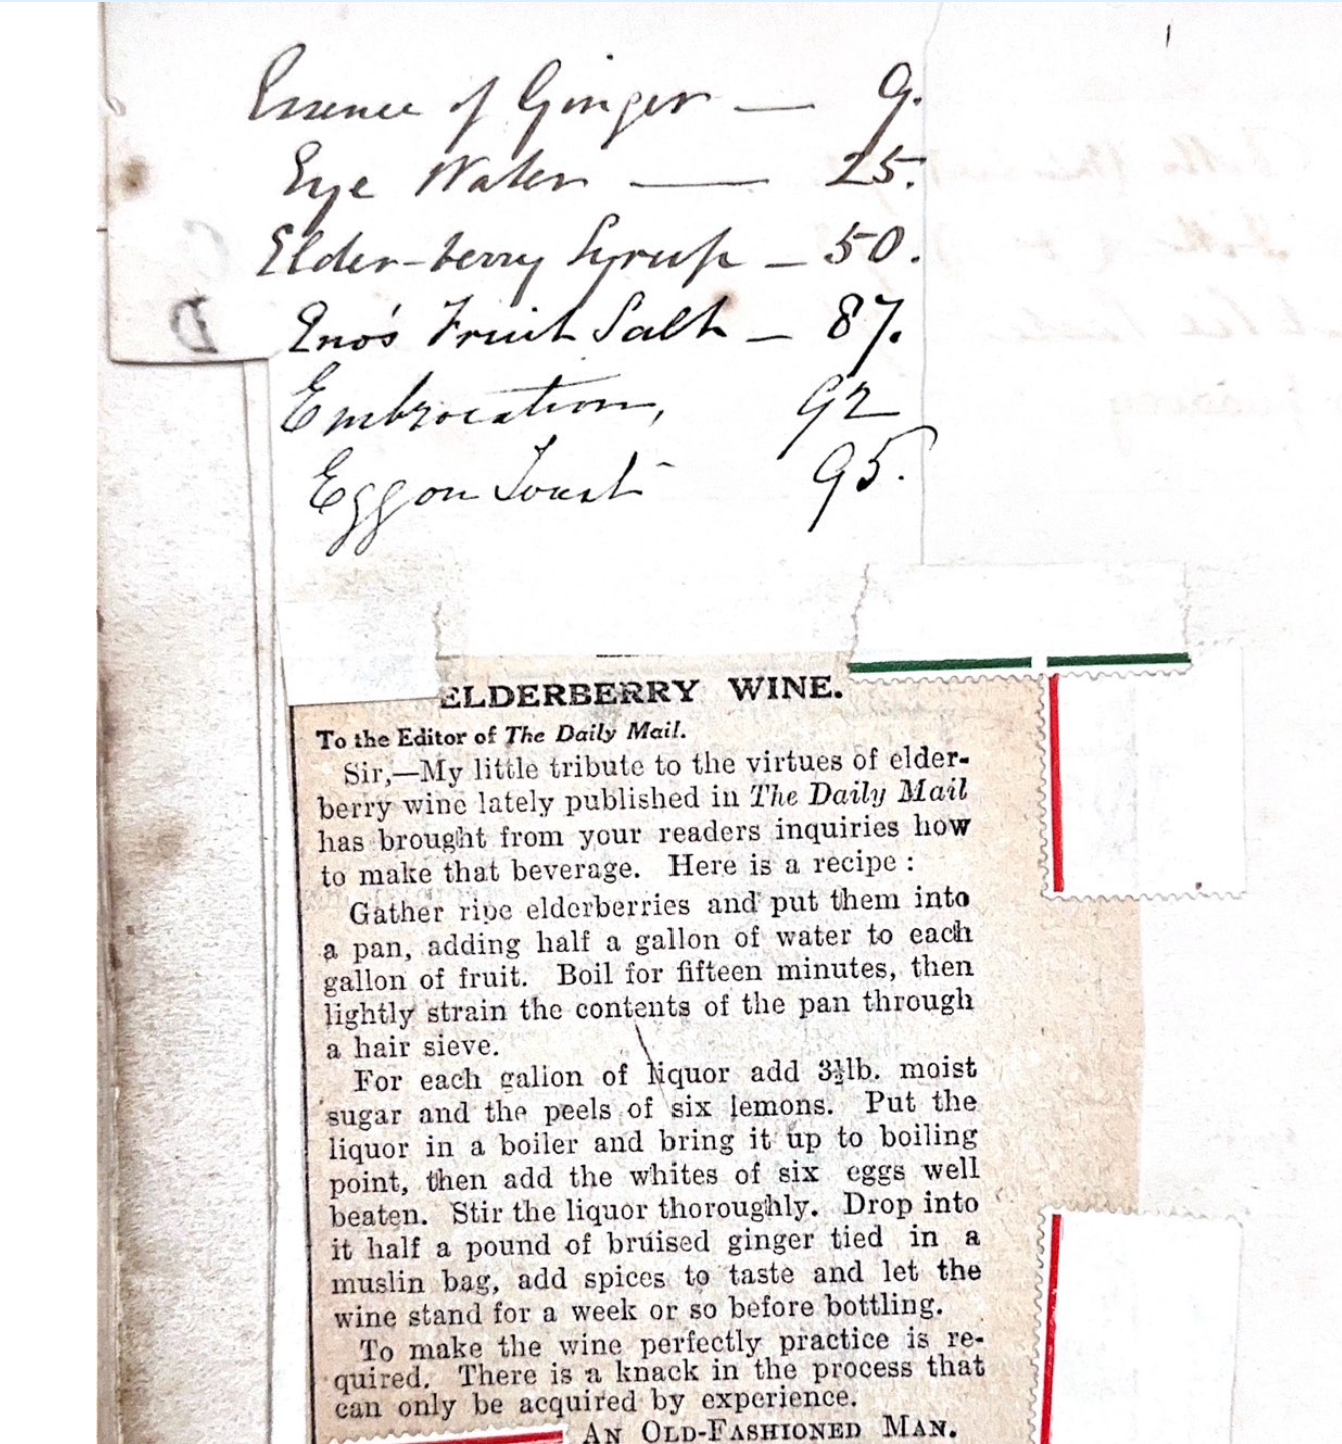 Essence of Ginger — 9.
Eye Water — 25.
Elder-berry Syrup — 50.
Eno's Fruit Salt — 87.
Embrocation, 92
Egg on Toast 95.
D
ELDERBERRY WINE.
To the Editor of The Daily Mail.
Sir,—My little tribute to the virtues of elder-
berry wine lately published in The Daily Mail
has brought from your readers inquiries how
to make that beverage. Here is a recipe:
Gather ripe elderberries and put them into
a pan, adding half a gallon of water to each
gallon of fruit. Boil for fifteen minutes, then
lightly strain the contents of the pan through
a hair sieve.
For each gallon of liquor add 3½lb. moist
sugar and the peels of six lemons. Put the
liquor in a boiler and bring it up to boiling
point, then add the whites of six eggs well
beaten. Stir the liquor thoroughly. Drop into
it half a pound of bruised ginger tied in a
muslin bag, add spices to taste and let the
wine stand for a week or so before bottling.
To make the wine perfectly practice is re-
quired. There is a knack in the process that
can only be acquired by experience.
AN OLD-FASHIONED MAN.